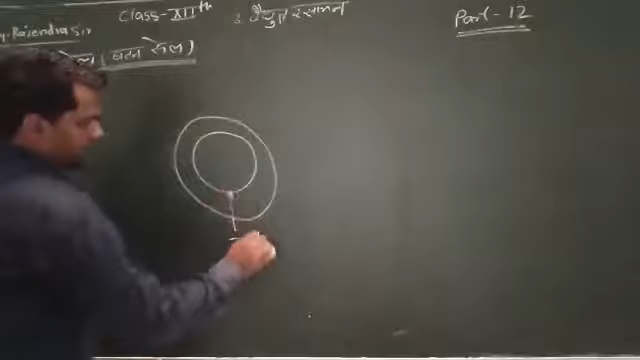 Class-XIIth
3. वैद्युत रसायन
Part-12
y-Rajendra Sir
सेल (बटन सेल)